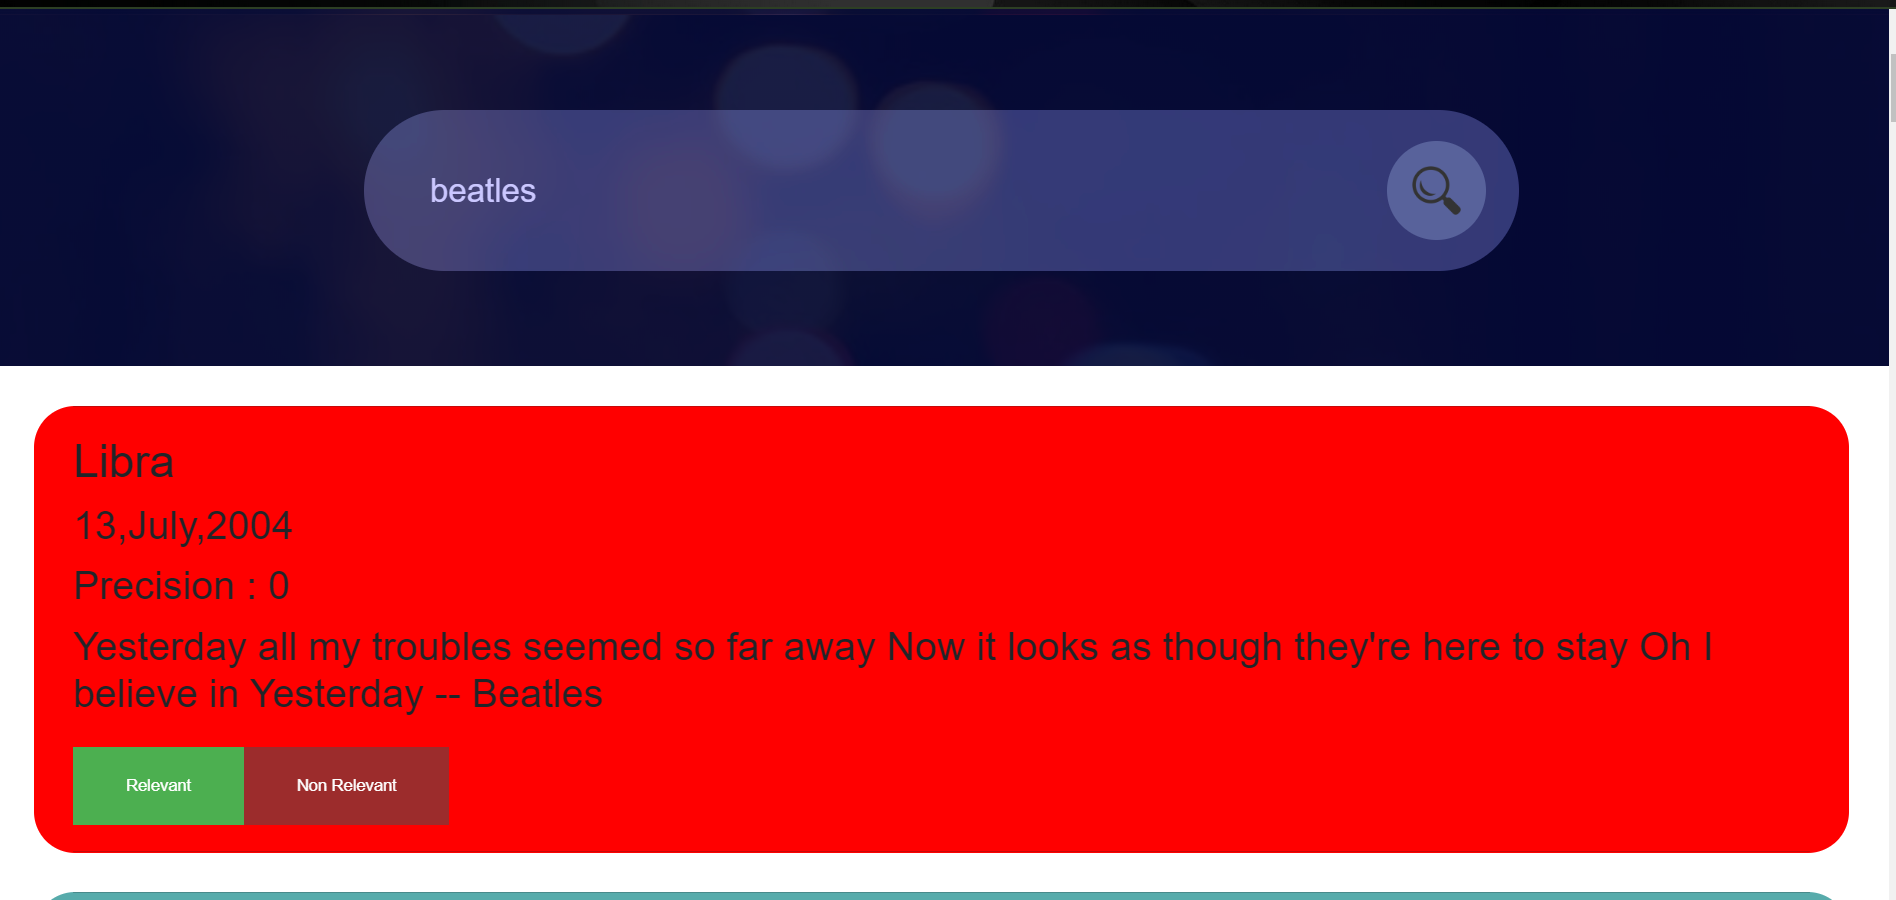 beatles
Libra
13,July,2004
Precision : 0
Yesterday all my troubles seemed so far away Now it looks as though they're here to stay Oh I
believe in Yesterday -- Beatles
Relevant
Non Relevant